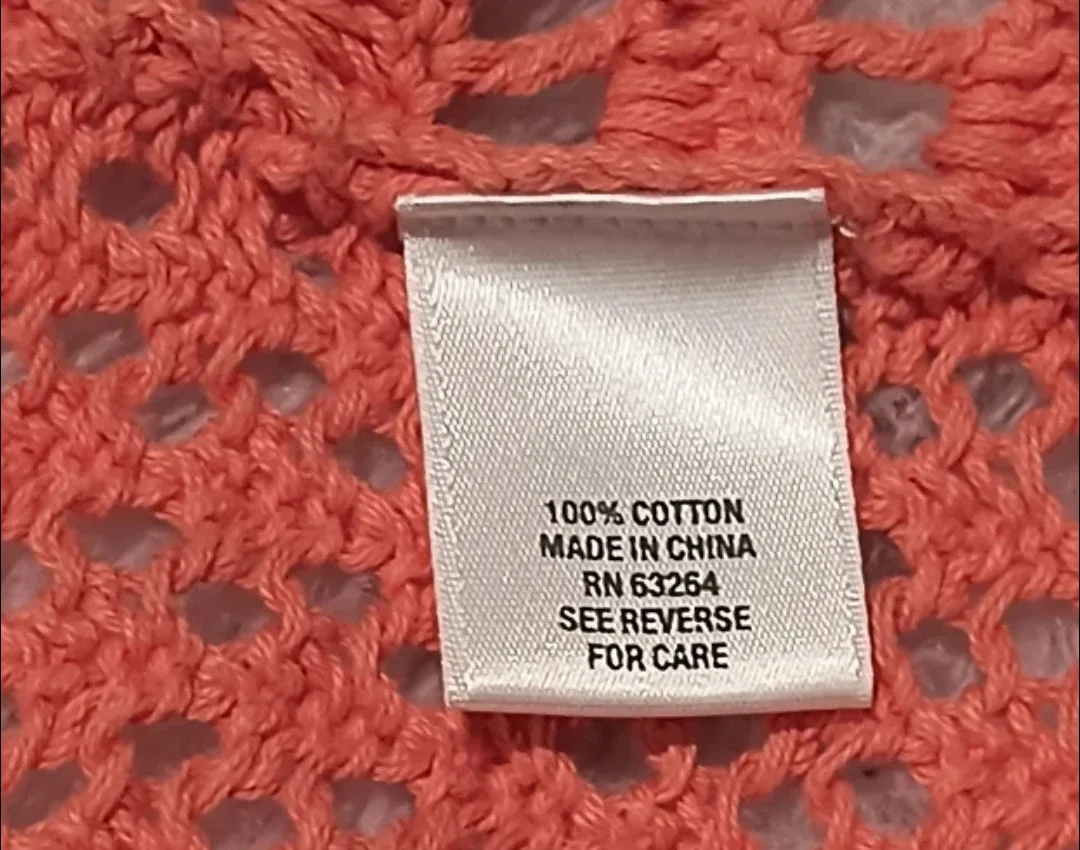 100% COTTON
MADE IN CHINA
RN 63264
SEE REVERSE
FOR CARE